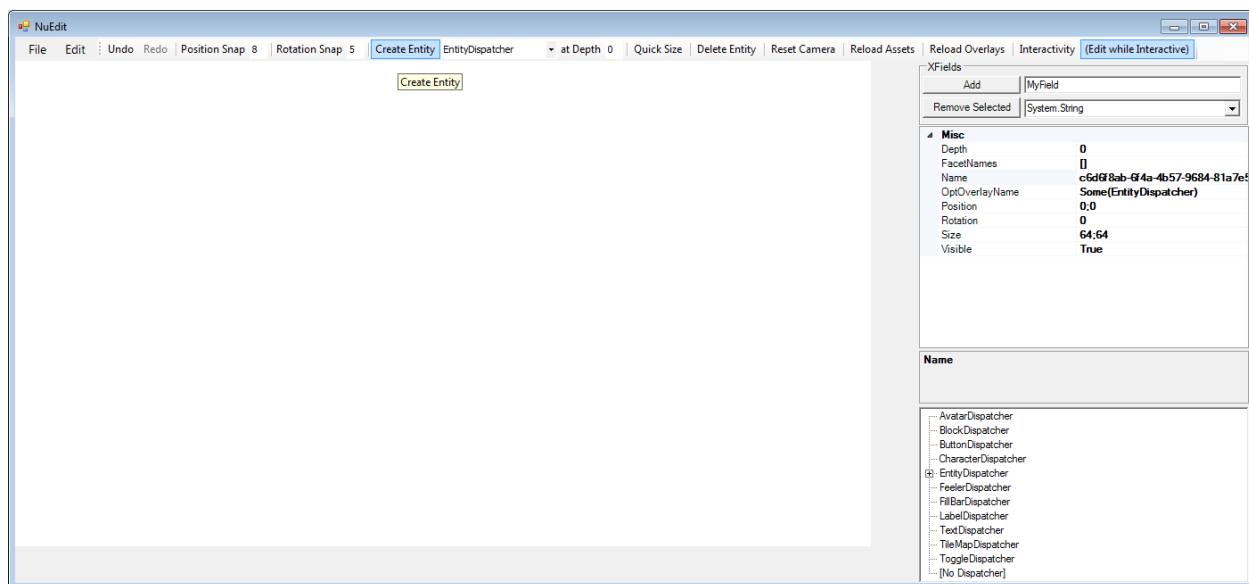 NuEdit
File Edit Undo Redo Position Snap 8 Rotation Snap 5 Create Entity EntityDispatcher at Depth 0 Quick Size Delete Entity Reset Camera Reload Assets Reload Overlays Interactivity (Edit while Interactive)
Create Entity
XFields
Add MyField
Remove Selected System.String
Misc
Depth 0
FacetNames []
Name c6d6f8ab-6f4a-4b57-9684-81a7e5
OptOverlayName Some(EntityDispatcher)
Position 0;0
Rotation 0
Size 64;64
Visible True
Name
AvatarDispatcher
BlockDispatcher
ButtonDispatcher
CharacterDispatcher
EntityDispatcher
FeelerDispatcher
FillBarDispatcher
LabelDispatcher
TextDispatcher
TileMapDispatcher
ToggleDispatcher
[No Dispatcher]